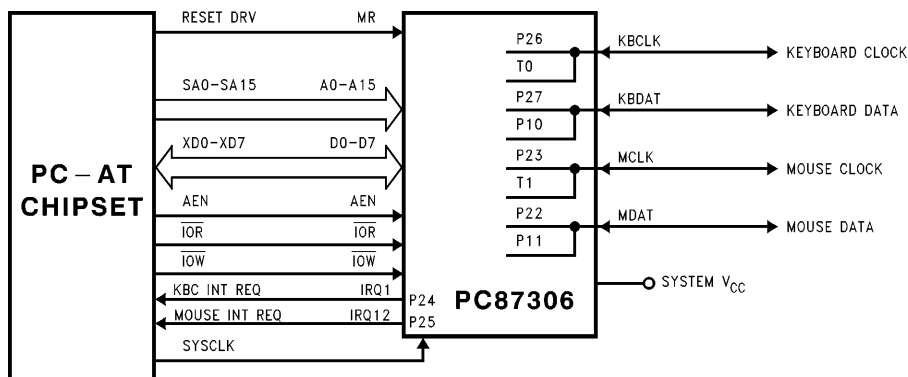 RESET DRV MR
SA0-SA15 A0-A15
XD0-XD7 D0-D7
PC-AT
CHIPSET
AEN AEN
IOR IOR
IOW IOW
KBC INT REQ IRQ1 P24
MOUSE INT REQ IRQ12 P25
SYSCLK
P26 KBCLK KEYBOARD CLOCK
T0
P27 KBDAT KEYBOARD DATA
P10
P23 MCLK MOUSE CLOCK
T1
P22 MDAT MOUSE DATA
P11
SYSTEM VCC
PC87306